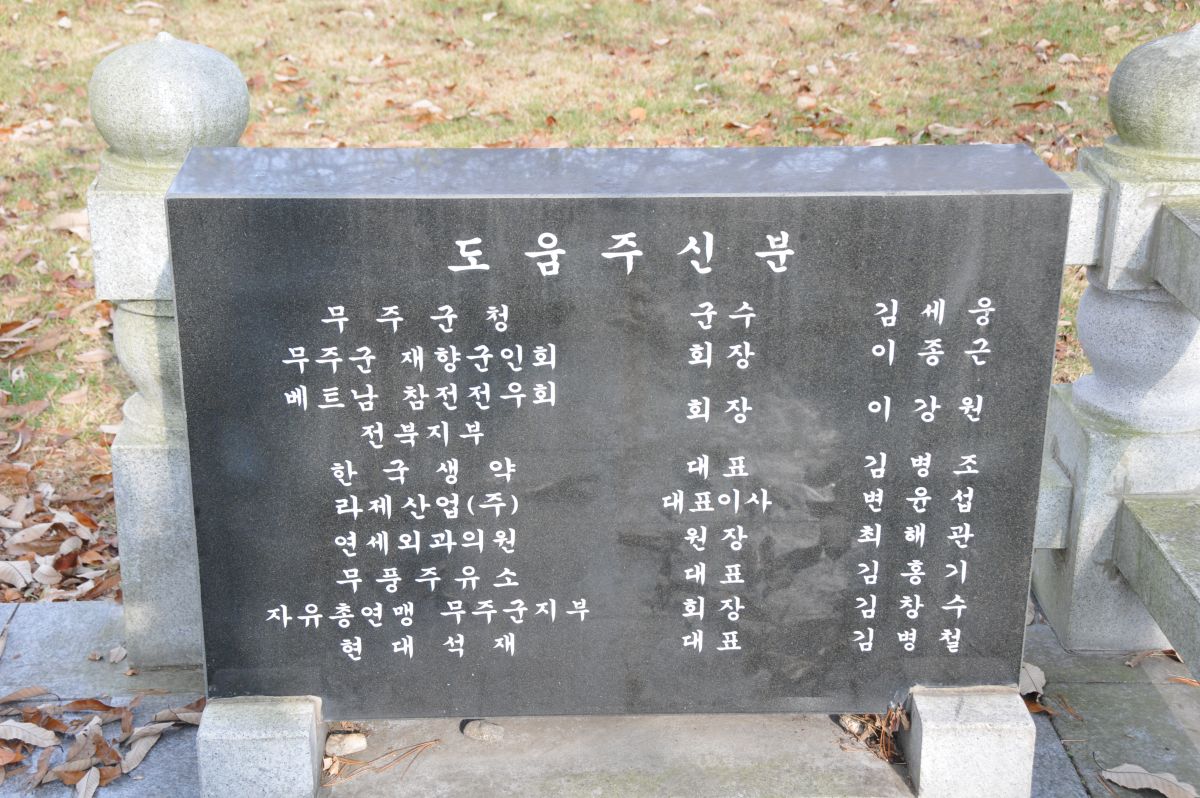 도움주신분
무주군청 군수 김세웅
무주군 재향군인회 회장 이종근
베트남 참전전우회
전북지부 회장 이강원
한국생약 대표 김병조
라제산업(주) 대표이사 변윤섭
연세외과의원 원장 최해관
무풍주유소 대표 김홍기
자유총연맹 무주군지부 회장 김창수
현대석재 대표 김병철